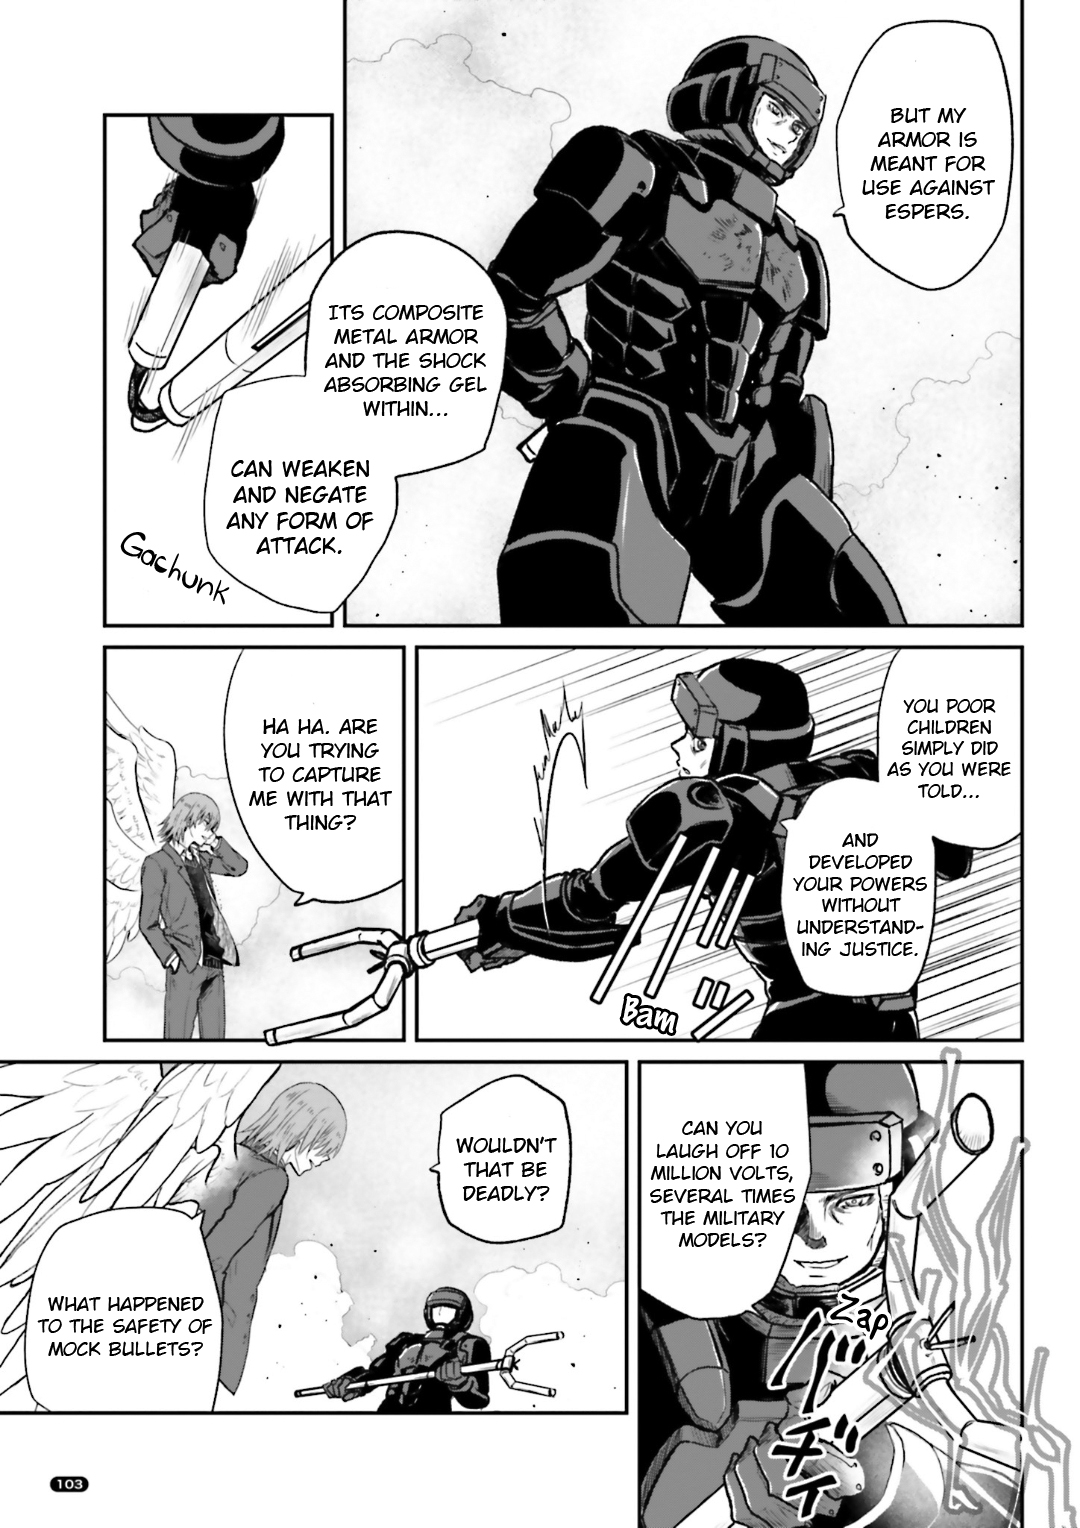 BUT MY
ARMOR IS
MEANT FOR
USE AGAINST
ESPERS.
ITS COMPOSITE
METAL ARMOR
AND THE SHOCK
ABSORBING GEL
WITHIN...
CAN WEAKEN
AND NEGATE
ANY FORM OF
ATTACK.
Gachunk
YOU POOR
CHILDREN
SIMPLY DID
AS YOU WERE
TOLD...
AND
DEVELOPED
YOUR POWERS
WITHOUT
UNDERSTAND-
ING JUSTICE.
Bam
HA HA. ARE
YOU TRYING
TO CAPTURE
ME WITH THAT
THING?
CAN YOU
LAUGH OFF 10
MILLION VOLTS,
SEVERAL TIMES
THE MILITARY
MODELS?
Zap
WOULDN'T
THAT BE
DEADLY?
WHAT HAPPENED
TO THE SAFETY OF
MOCK BULLETS?
103